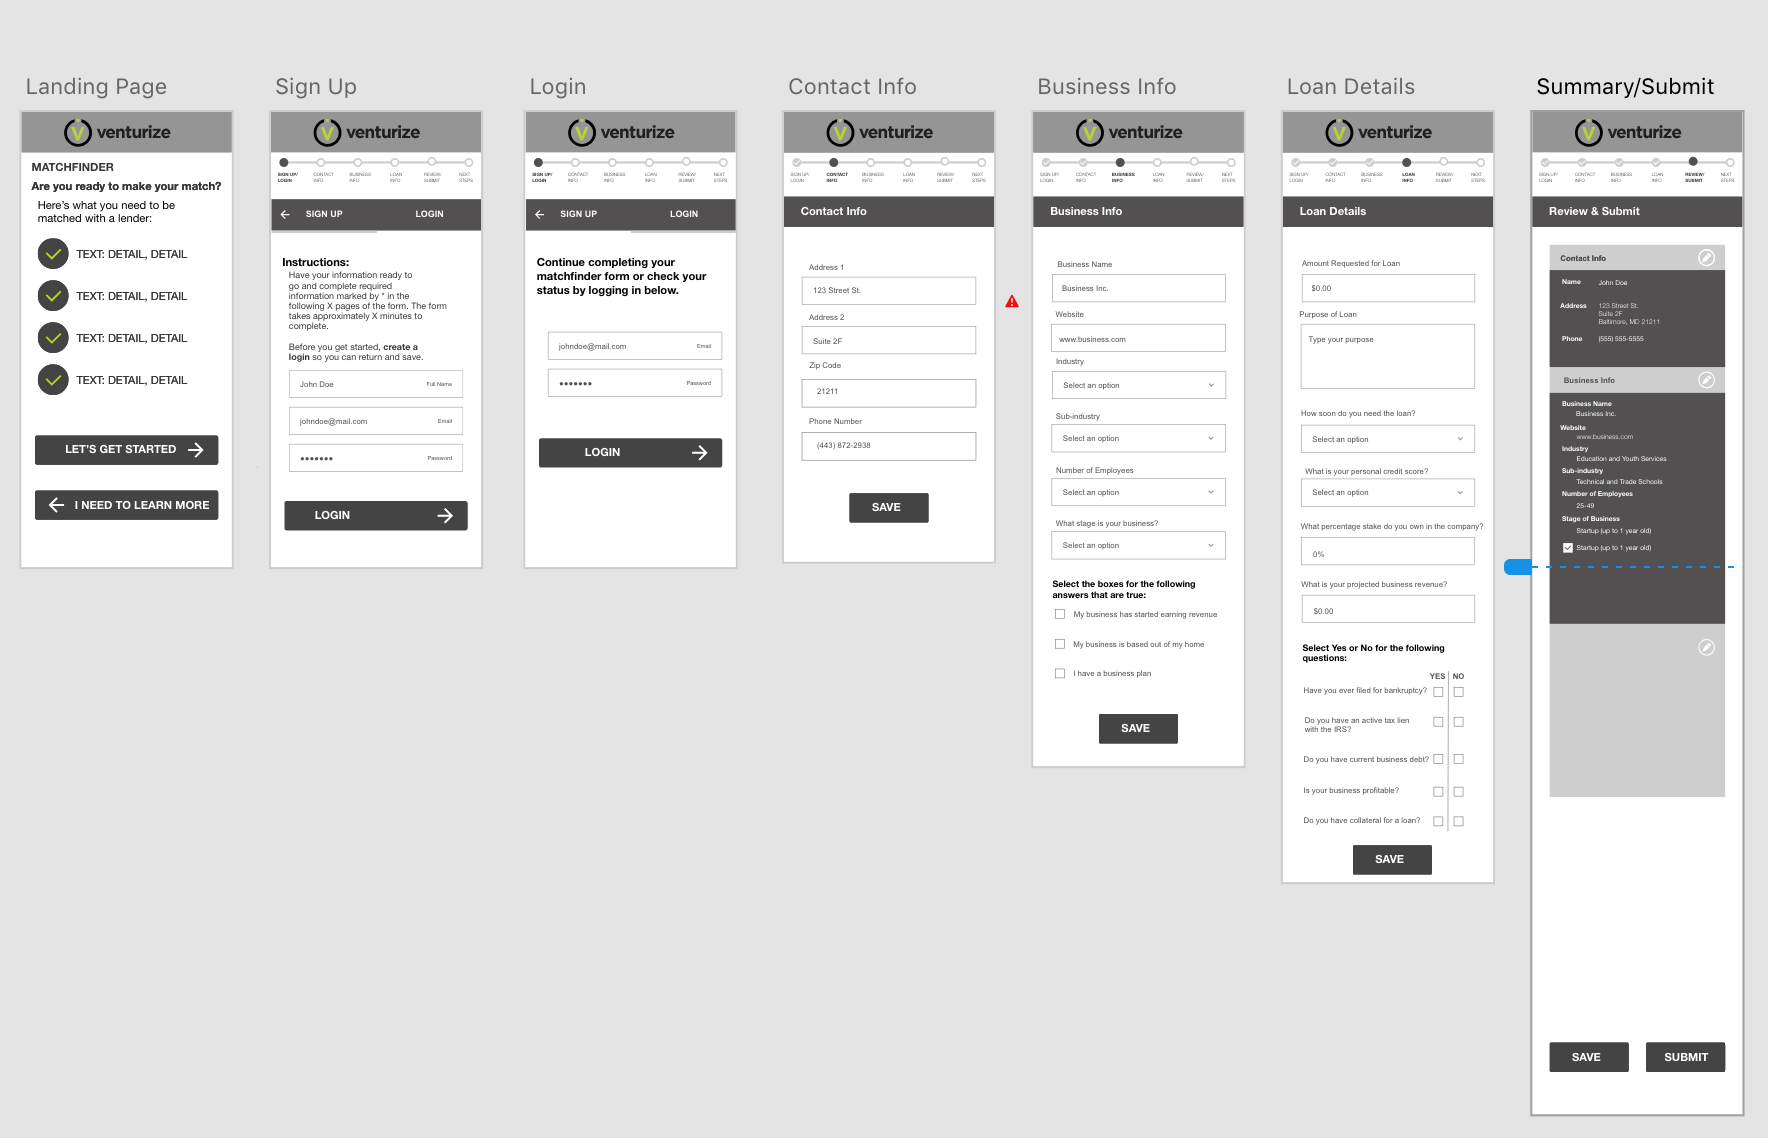 Landing Page
venturize
MATCHFINDER
Are you ready to make your match?
Here's what you need to be
matched with a lender:
TEXT: DETAIL, DETAIL
TEXT: DETAIL, DETAIL
TEXT: DETAIL, DETAIL
TEXT: DETAIL, DETAIL
LET'S GET STARTED
I NEED TO LEARN MORE
Sign Up
venturize
SIGN UP/ CONTACT BUSINESS LOAN REVIEW/ NEXT
LOGIN INFO INFO INFO SUBMIT STEPS
SIGN UP LOGIN
Instructions:
Have your information ready to
go and complete required
information marked by * in the
following X pages of the form. The form
takes approximately X minutes to
complete.
Before you get started, create a
login so you can return and save.
John Doe Full Name
johndoe@mail.com Email
Password
LOGIN
Login
venturize
SIGN UP/ CONTACT BUSINESS LOAN REVIEW/ NEXT
LOGIN INFO INFO INFO SUBMIT STEPS
SIGN UP LOGIN
Continue completing your
matchfinder form or check your
status by logging in below.
johndoe@mail.com Email
Password
LOGIN
Contact Info
venturize
SIGN UP/ CONTACT BUSINESS LOAN REVIEW/ NEXT
LOGIN INFO INFO INFO SUBMIT STEPS
Contact Info
Address 1
123 Street St.
Address 2
Suite 2F
Zip Code
21211
Phone Number
(443) 872-2938
SAVE
Business Info
venturize
SIGN UP/ CONTACT BUSINESS LOAN REVIEW/ NEXT
LOGIN INFO INFO INFO SUBMIT STEPS
Business Info
Business Name
Business Inc.
Website
www.business.com
Industry
Select an option
Sub-industry
Select an option
Number of Employees
Select an option
What stage is your business?
Select an option
Select the boxes for the following
answers that are true:
My business has started earning revenue
My business is based out of my home
I have a business plan
SAVE
Loan Details
venturize
SIGN UP/ CONTACT BUSINESS LOAN REVIEW/ NEXT
LOGIN INFO INFO INFO SUBMIT STEPS
Loan Details
Amount Requested for Loan
$0.00
Purpose of Loan
Type your purpose
How soon do you need the loan?
Select an option
What is your personal credit score?
Select an option
What percentage stake do you own in the company?
0%
What is your projected business revenue?
$0.00
Select Yes or No for the following
questions:
YES NO
Have you ever filed for bankruptcy?
Do you have an active tax lien
with the IRS?
Do you have current business debt?
Is your business profitable?
Do you have collateral for a loan?
SAVE
Summary/Submit
venturize
SIGN UP/ CONTACT BUSINESS LOAN REVIEW/ NEXT
LOGIN INFO INFO INFO SUBMIT STEPS
Review & Submit
Contact Info
Name John Doe
Address 123 Street St.
Suite 2F
Baltimore, MD 21211
Phone (555) 555-5555
Business Info
Business Name
Business Inc.
Website
www.business.com
Industry
Education and Youth Services
Sub-industry
Technical and Trade Schools
Number of Employees
25-49
Stage of Business
Startup (up to 1 year old)
Startup (up to 1 year old)
SAVE SUBMIT